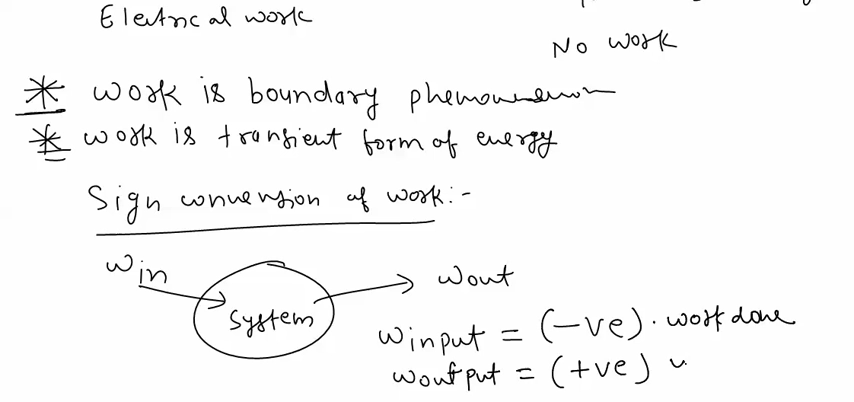 Electrical work
No work
* work is boundary phenomenon
* work is transient form of energy
Sign convension of work:-
win
wout
system
winput = (-ve). work done
woutput = (+ve)